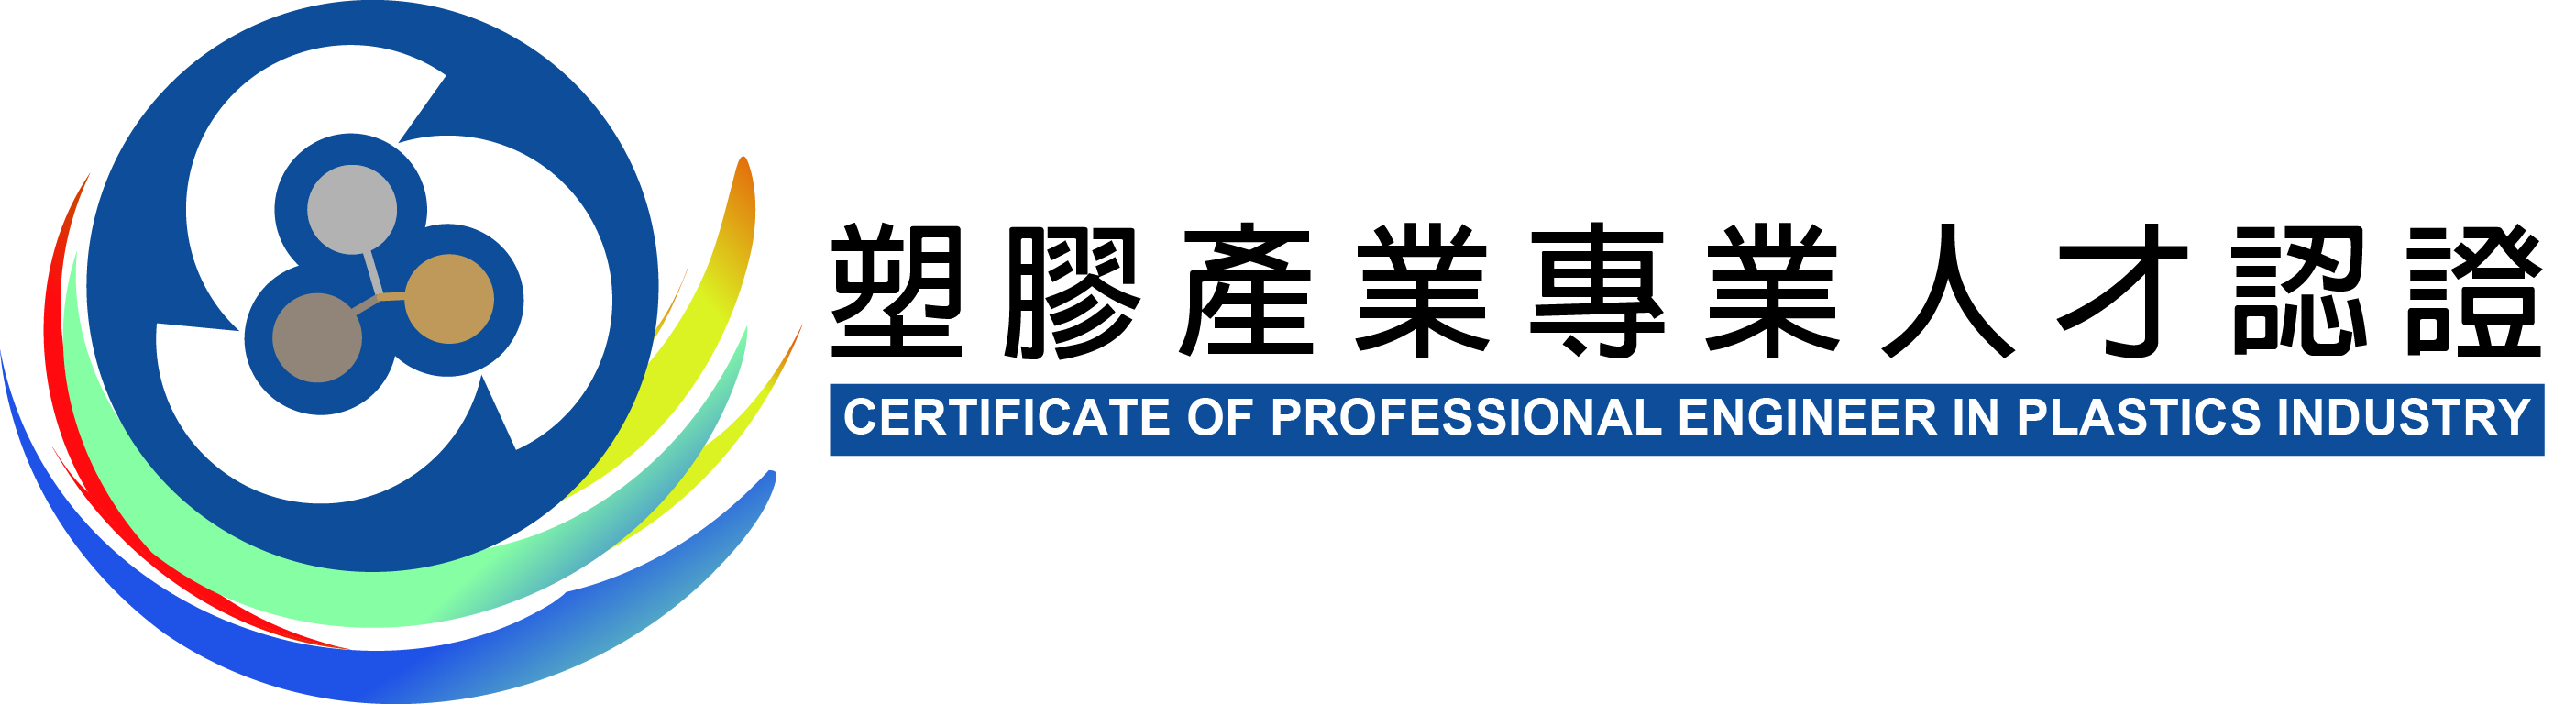 塑膠產業專業人才認證
CERTIFICATE OF PROFESSIONAL ENGINEER IN PLASTICS INDUSTRY